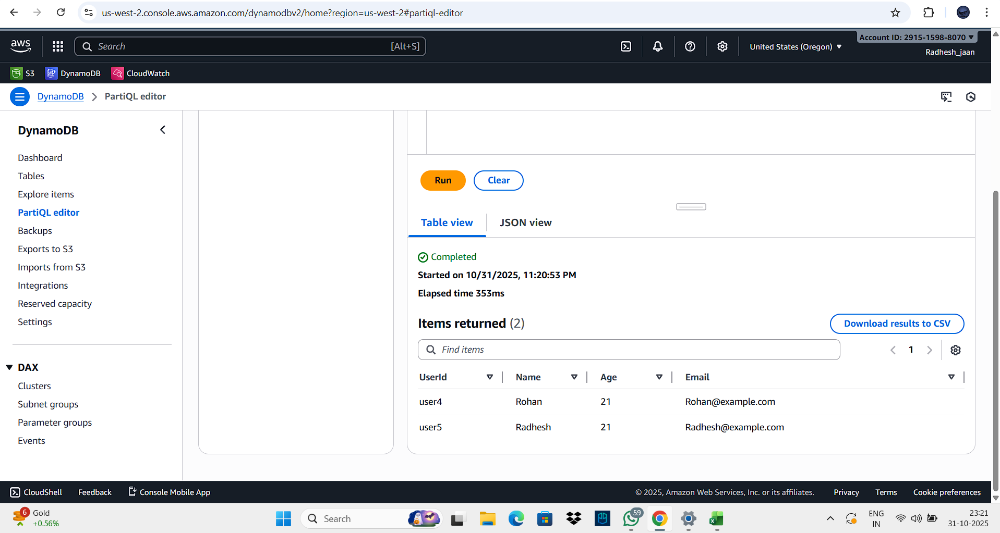 us-west-2.console.aws.amazon.com/dynamodbv2/home?region=us-west-2#partiql-editor
aws
Search
[Alt+S]
United States (Oregon)
Account ID: 2915-1598-8070
Radhesh_jaan
S3
DynamoDB
CloudWatch
DynamoDB
PartiQL editor
DynamoDB
Dashboard
Tables
Explore items
PartiQL editor
Backups
Exports to S3
Imports from S3
Integrations
Reserved capacity
Settings
DAX
Clusters
Subnet groups
Parameter groups
Events
Run
Clear
Table view
JSON view
Completed
Started on 10/31/2025, 11:20:53 PM
Elapsed time 353ms
Items returned (2)
Download results to CSV
Find items
1
UserId Name Age Email
user4 Rohan 21 Rohan@example.com
user5 Radhesh 21 Radhesh@example.com
CloudShell
Feedback
Console Mobile App
© 2025, Amazon Web Services, Inc. or its affiliates.
Privacy
Terms
Cookie preferences
6
Gold
+0.56%
Search
59
ENG
IN
23:21
31-10-2025